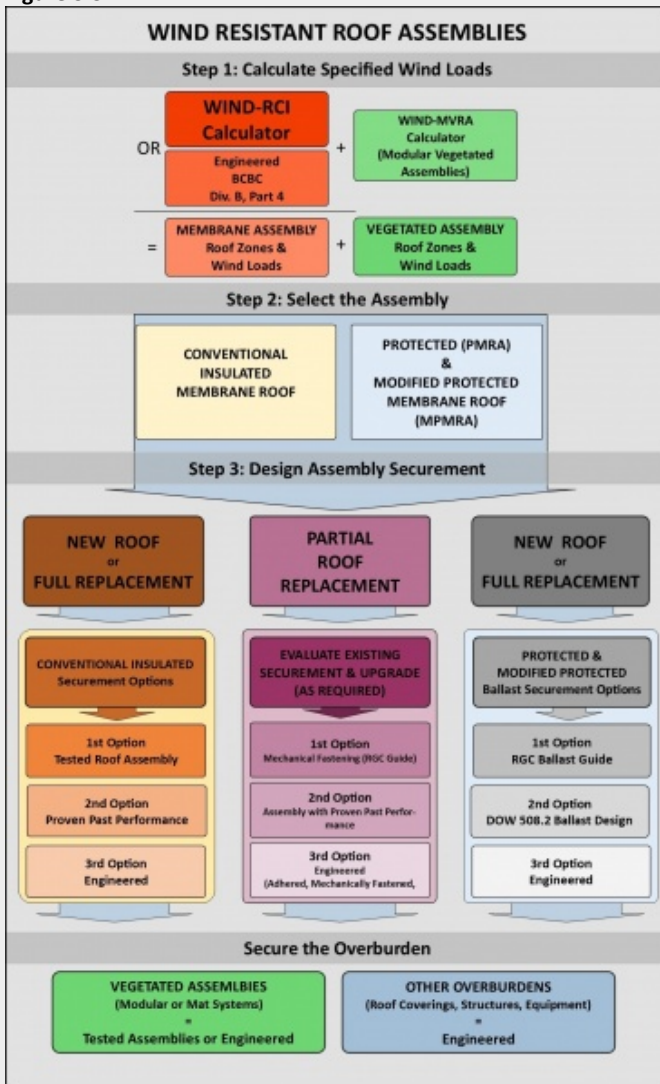 WIND RESISTANT ROOF ASSEMBLIES
Step 1: Calculate Specified Wind Loads
WIND-RCI
Calculator
OR
Engineered
BCBC
Div. B, Part 4
+
WIND-MVRA
Calculator
(Modular Vegetated
Assemblies)
=
MEMBRANE ASSEMBLY
Roof Zones &
Wind Loads
+
VEGETATED ASSEMBLY
Roof Zones &
Wind Loads
Step 2: Select the Assembly
CONVENTIONAL
INSULATED
MEMBRANE ROOF
PROTECTED (PMRA)
&
MODIFIED PROTECTED
MEMBRANE ROOF
(MPMRA)
Step 3: Design Assembly Securement
NEW ROOF
or
FULL REPLACEMENT
CONVENTIONAL INSULATED
Securement Options
1st Option
Tested Roof Assembly
2nd Option
Proven Past Performance
3rd Option
Engineered
PARTIAL
ROOF
REPLACEMENT
EVALUATE EXISTING
SECUREMENT & UPGRADE
(AS REQUIRED)
1st Option
Mechanical Fastening (RGC Guide)
2nd Option
Assembly with Proven Past Perfor-
mance
3rd Option
Engineered
(Adhered, Mechanically Fastened,
NEW ROOF
or
FULL REPLACEMENT
PROTECTED &
MODIFIED PROTECTED
Ballast Securement Options
1st Option
RGC Ballast Guide
2nd Option
DOW 508.2 Ballast Design
3rd Option
Engineered
Secure the Overburden
VEGETATED ASSEMLBIES
(Modular or Mat Systems)
=
Tested Assemblies or Engineered
OTHER OVERBURDENS
(Roof Coverings, Structures, Equipment)
=
Engineered